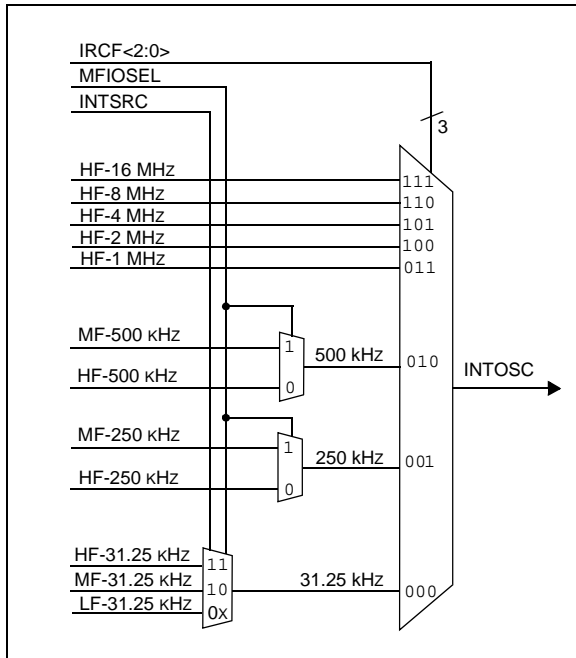 IRCF<2:0>
MFIOSEL
INTSRC
3
HF-16 MHZ
111
HF-8 MHZ
110
HF-4 MHZ
101
HF-2 MHZ
100
HF-1 MHZ
011
MF-500 KHZ
1
500 kHZ
010
INTOSC
HF-500 KHZ
0
MF-250 KHZ
1
250 kHZ
001
HF-250 KHZ
0
HF-31.25 KHZ
11
MF-31.25 KHZ
10
31.25 kHZ
000
LF-31.25 KHZ
0X